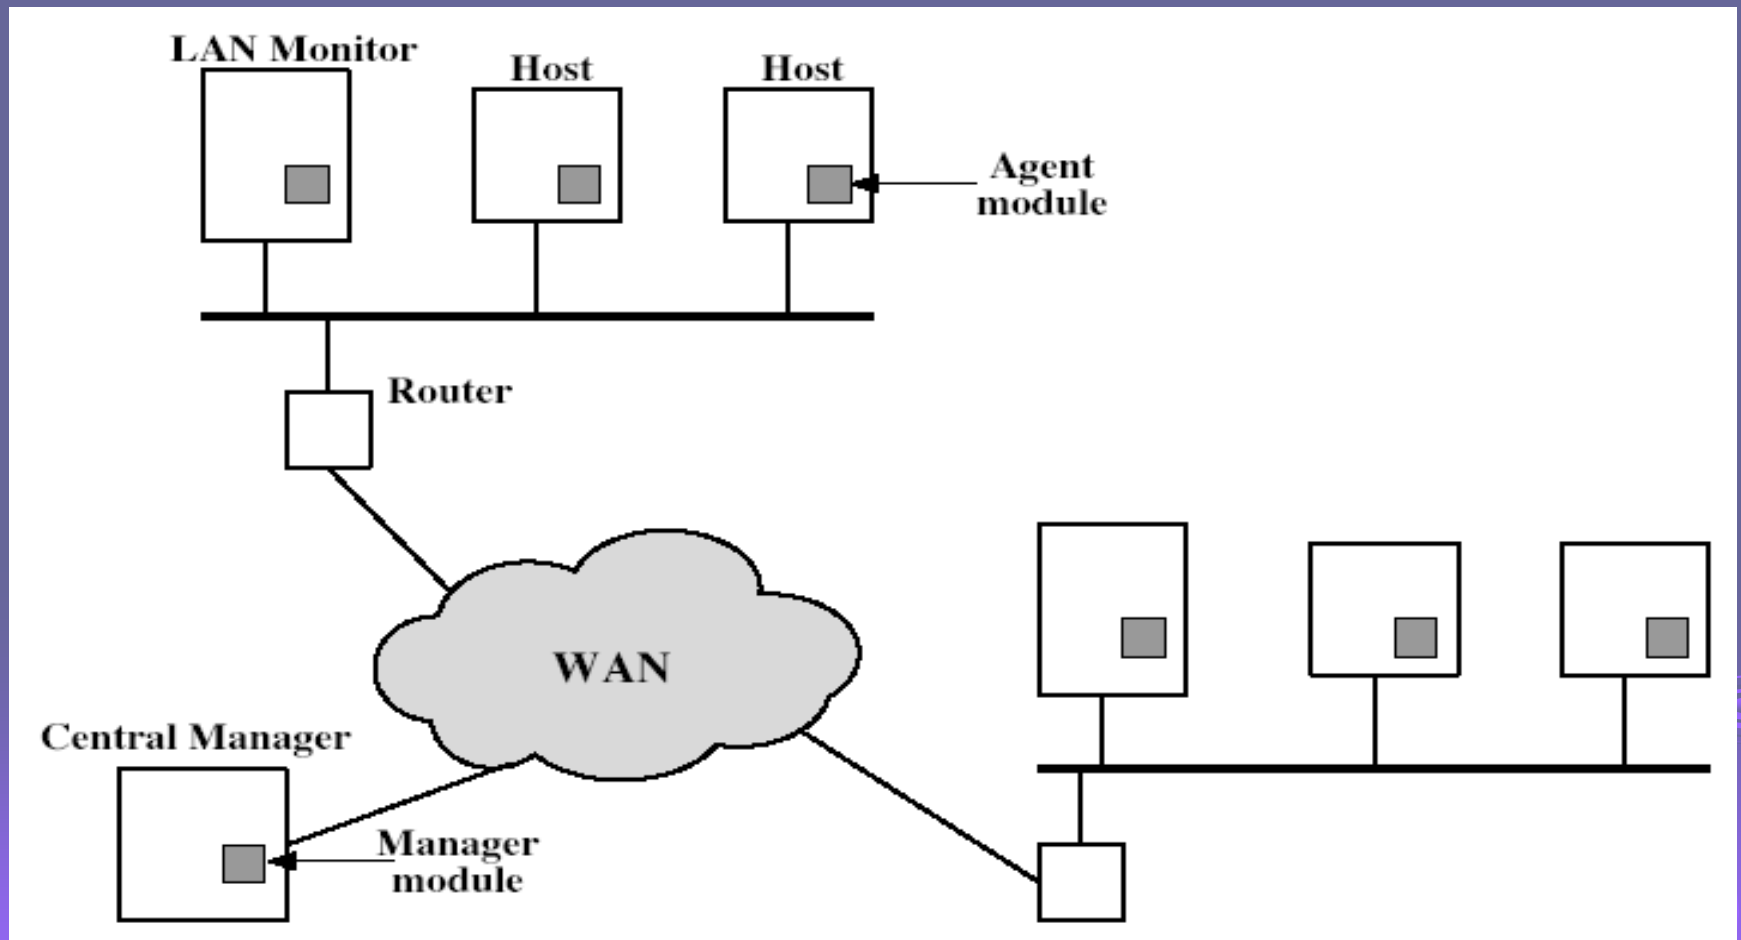 LAN Monitor
Host
Host
Agent
module
Router
WAN
Central Manager
Manager
module